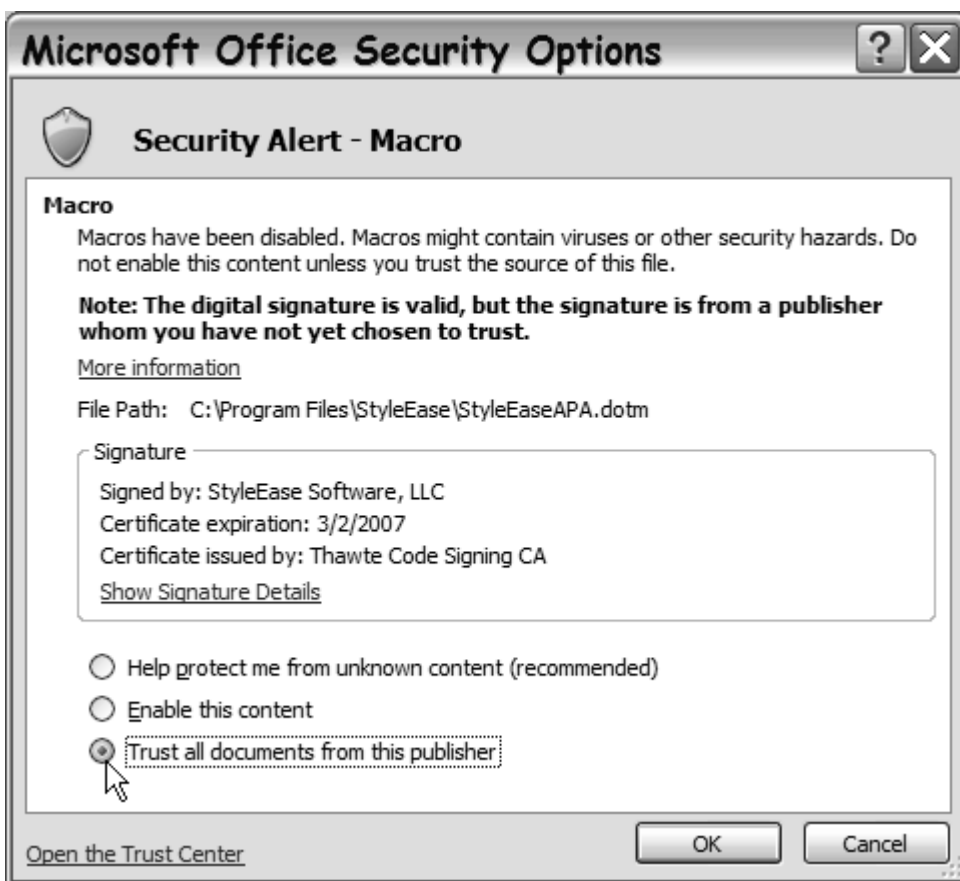 Microsoft Office Security Options
Security Alert - Macro
Macro
Macros have been disabled. Macros might contain viruses or other security hazards. Do
not enable this content unless you trust the source of this file.
Note: The digital signature is valid, but the signature is from a publisher
whom you have not yet chosen to trust.
More information
File Path: C:\Program Files\StyleEase\StyleEaseAPA.dotm
Signature
Signed by: StyleEase Software, LLC
Certificate expiration: 3/2/2007
Certificate issued by: Thawte Code Signing CA
Show Signature Details
Help protect me from unknown content (recommended)
Enable this content
Trust all documents from this publisher
Open the Trust Center
OK
Cancel